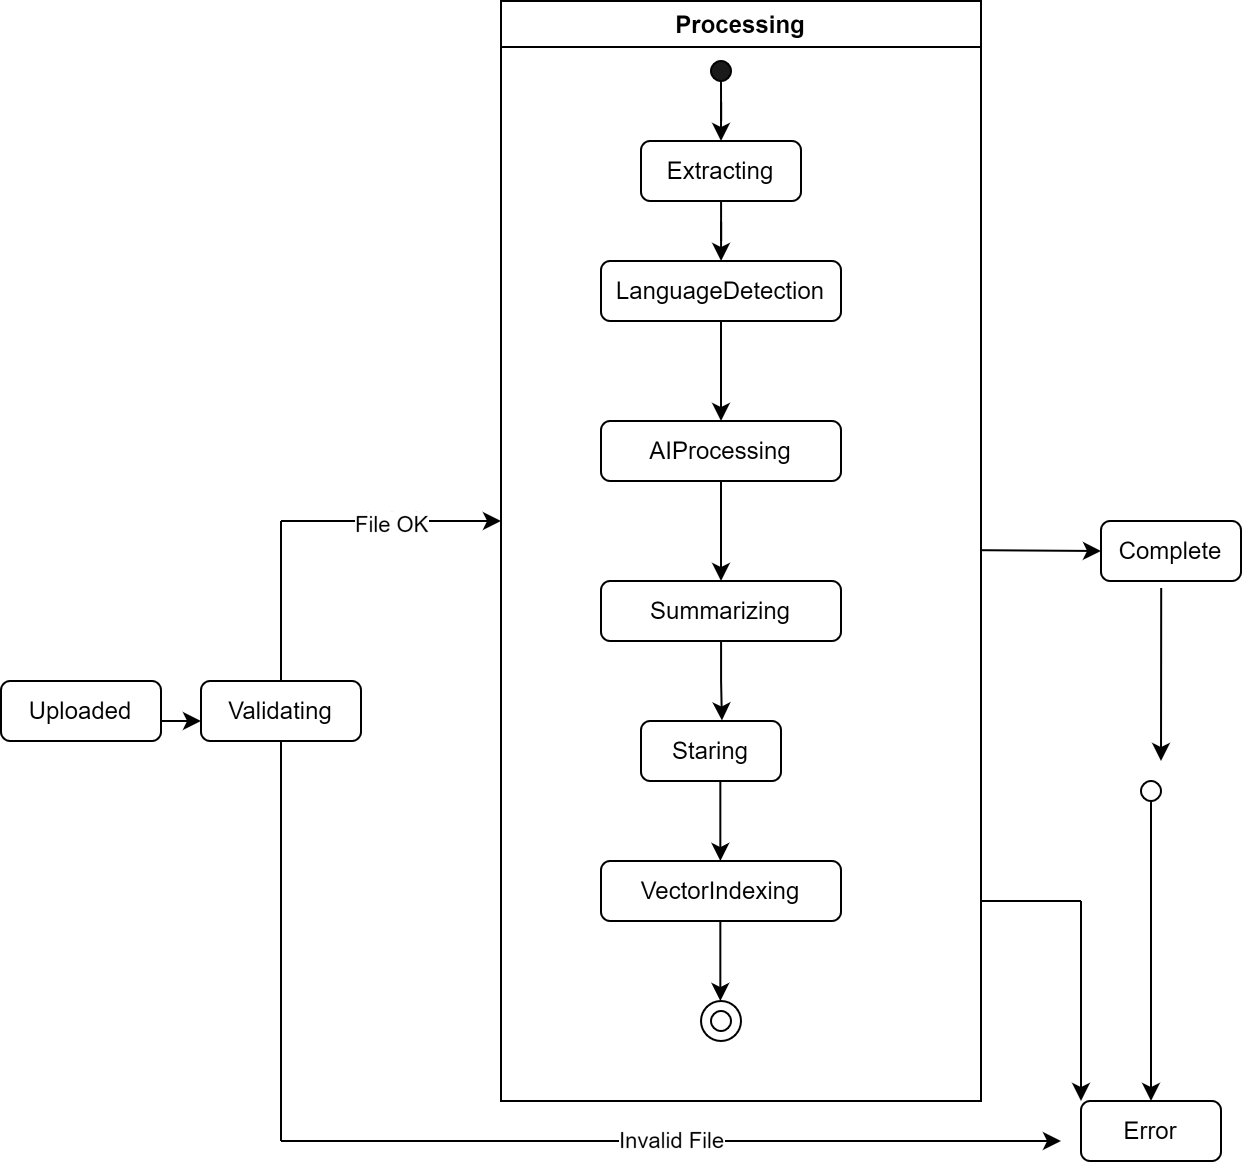 Processing
Extracting
LanguageDetection
AIProcessing
File OK
Complete
Summarizing
Uploaded
Validating
Staring
VectorIndexing
Invalid File
Error